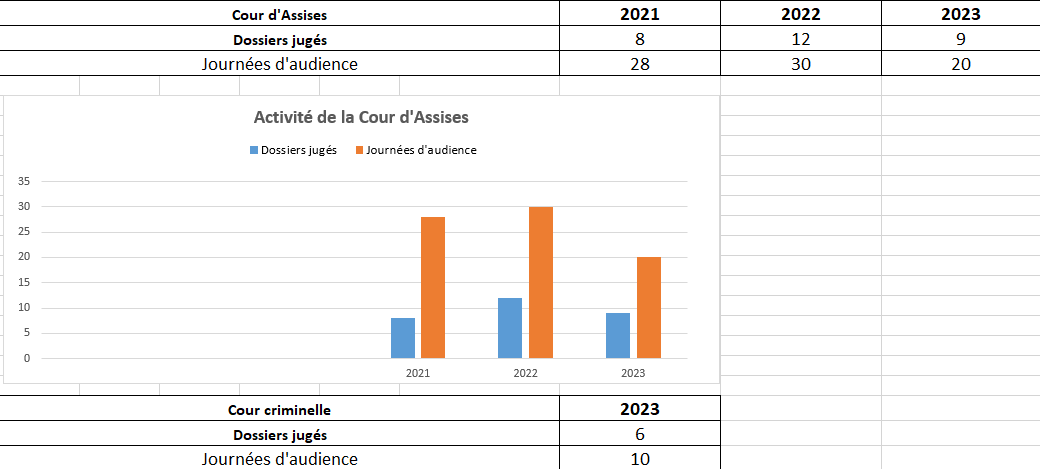 Cour d'Assises 2021 2022 2023
Dossiers jugés 8 12 9
Journées d'audience 28 30 20
Activité de la Cour d'Assises
Dossiers jugés Journées d'audience
35
30
25
20
15
10
5
0
2021 2022 2023
Cour criminelle 2023
Dossiers jugés 6
Journées d'audience 10